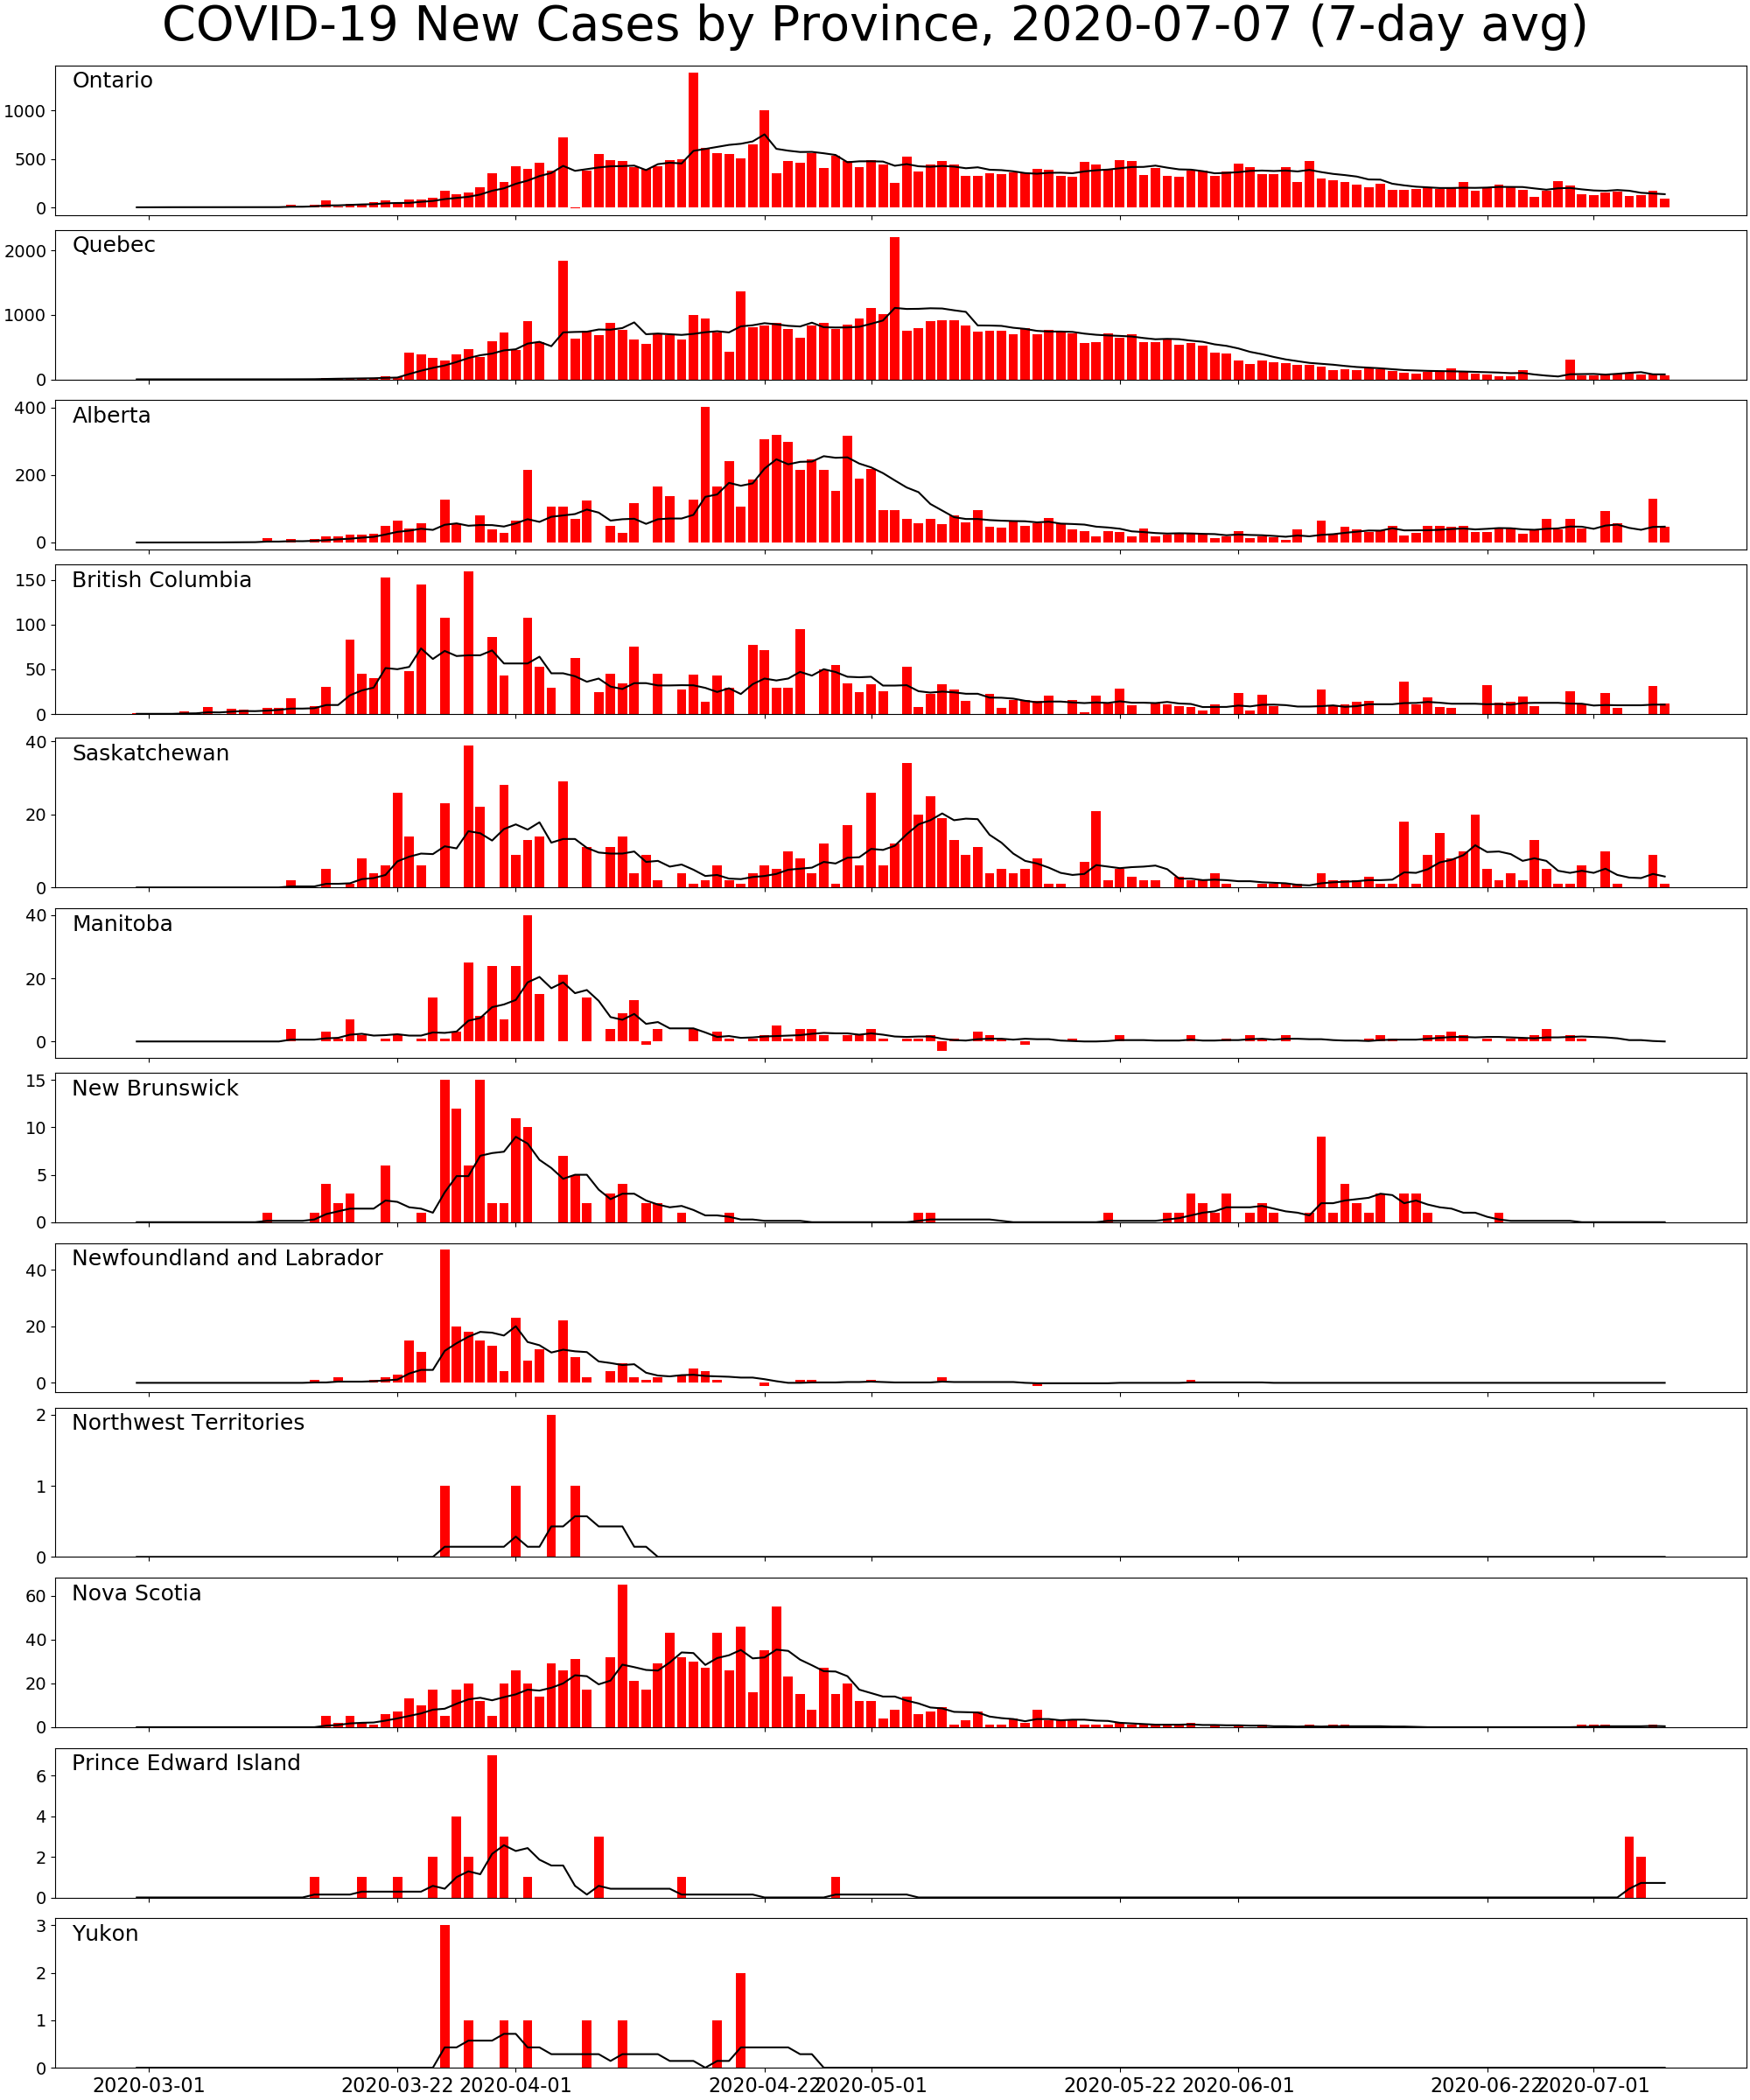 COVID-19 New Cases by Province, 2020-07-07 (7-day avg)
Ontario
1000
500
0
Quebec
2000
1000
0
Alberta
400
200
0
British Columbia
150
100
50
0
Saskatchewan
40
20
0
Manitoba
40
20
0
New Brunswick
15
10
5
0
Newfoundland and Labrador
40
20
0
Northwest Territories
2
1
0
Nova Scotia
60
40
20
0
Prince Edward Island
6
4
2
0
Yukon
3
2
1
0
2020-03-01 2020-03-22 2020-04-01 2020-04-22 2020-05-01 2020-05-22 2020-06-01 2020-06-22 2020-07-01